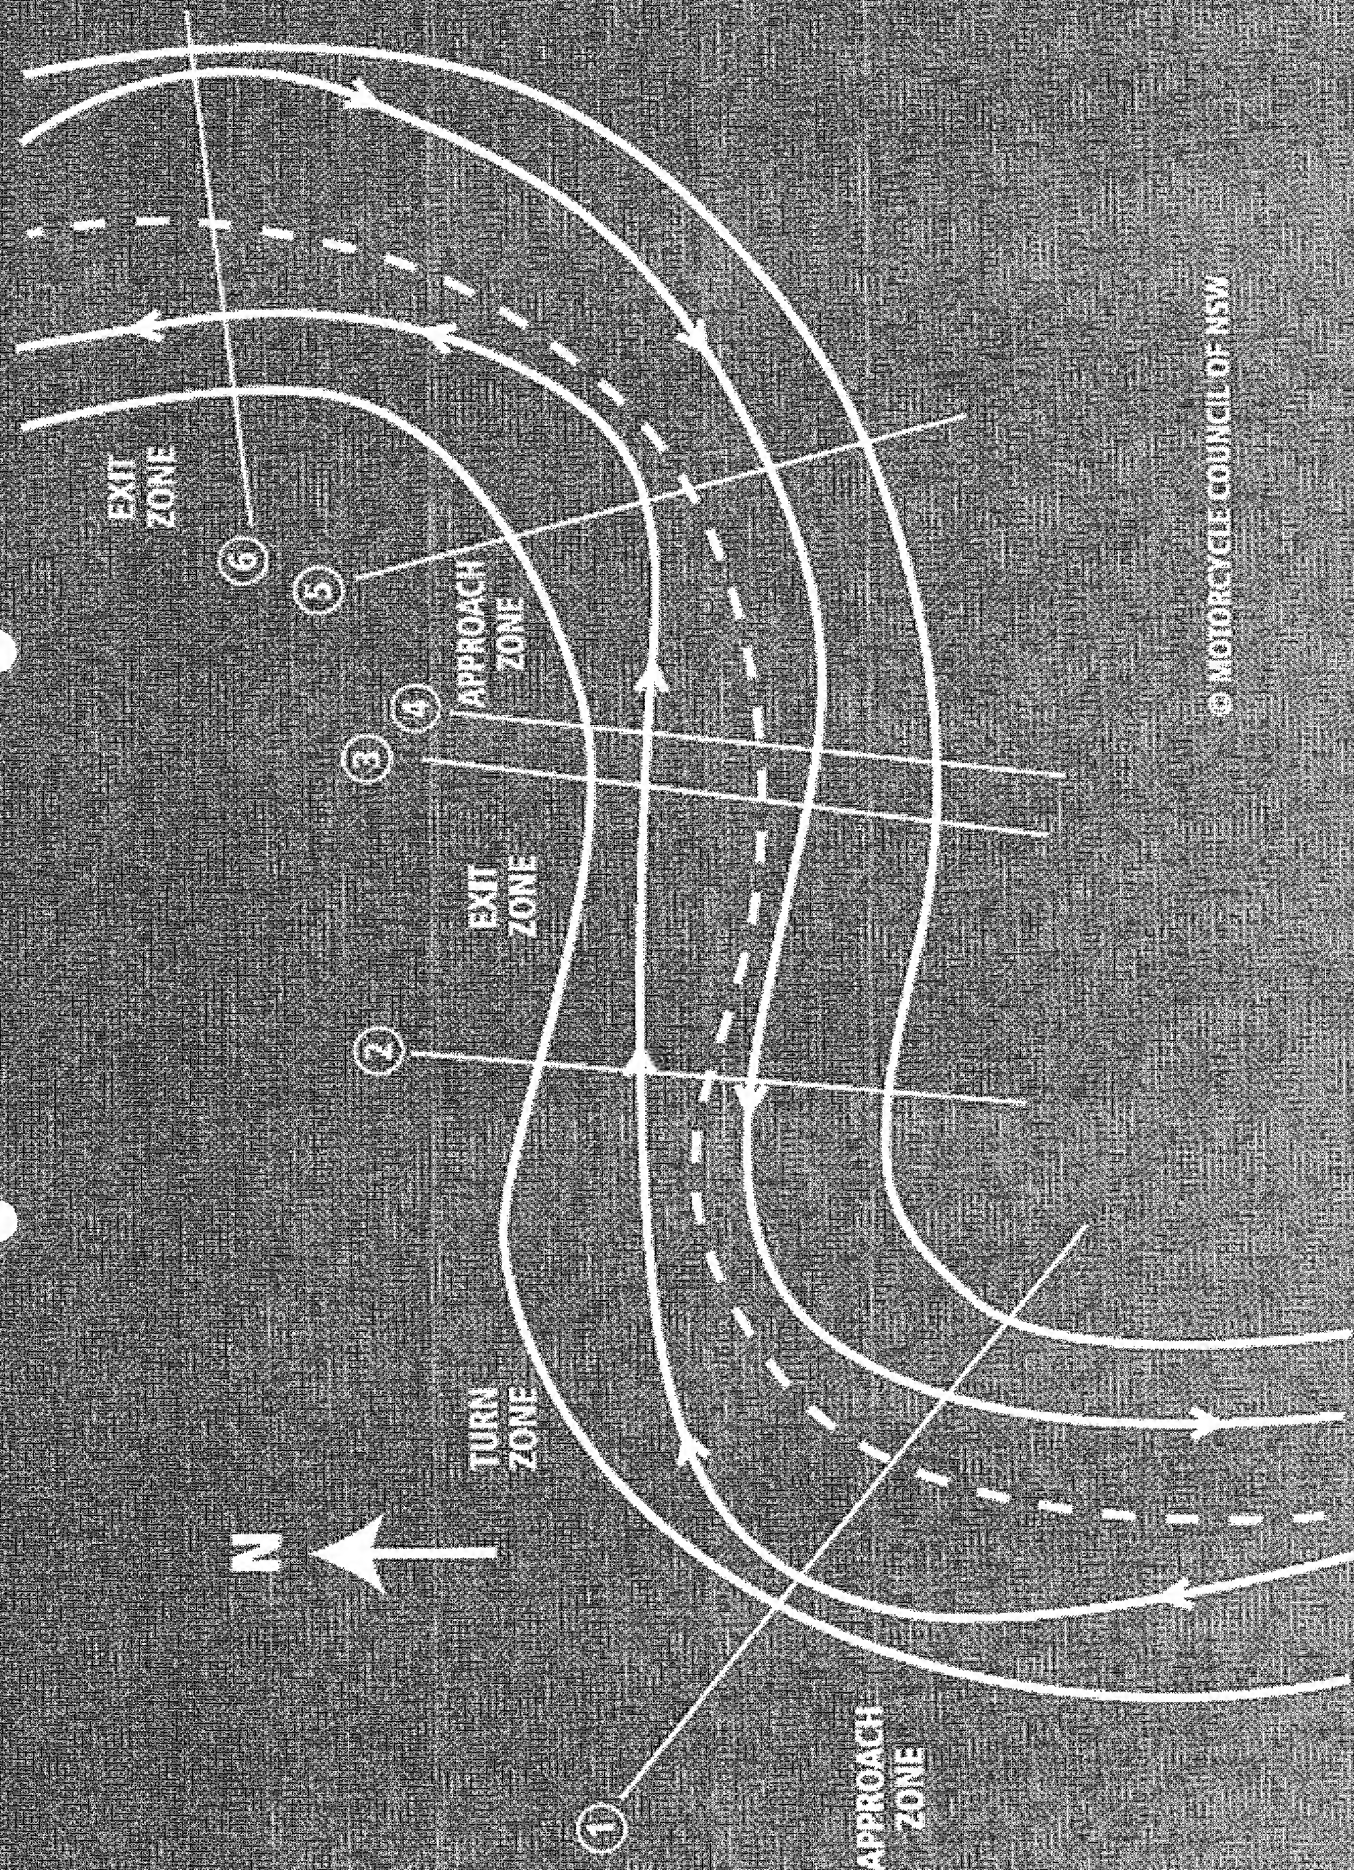 EXIT
ZONE
6
5
APPROACH
ZONE
4
3
EXIT
ZONE
2
TURN
ZONE
N
1
APPROACH
ZONE
© MOTORCYCLE COUNCIL OF NSW